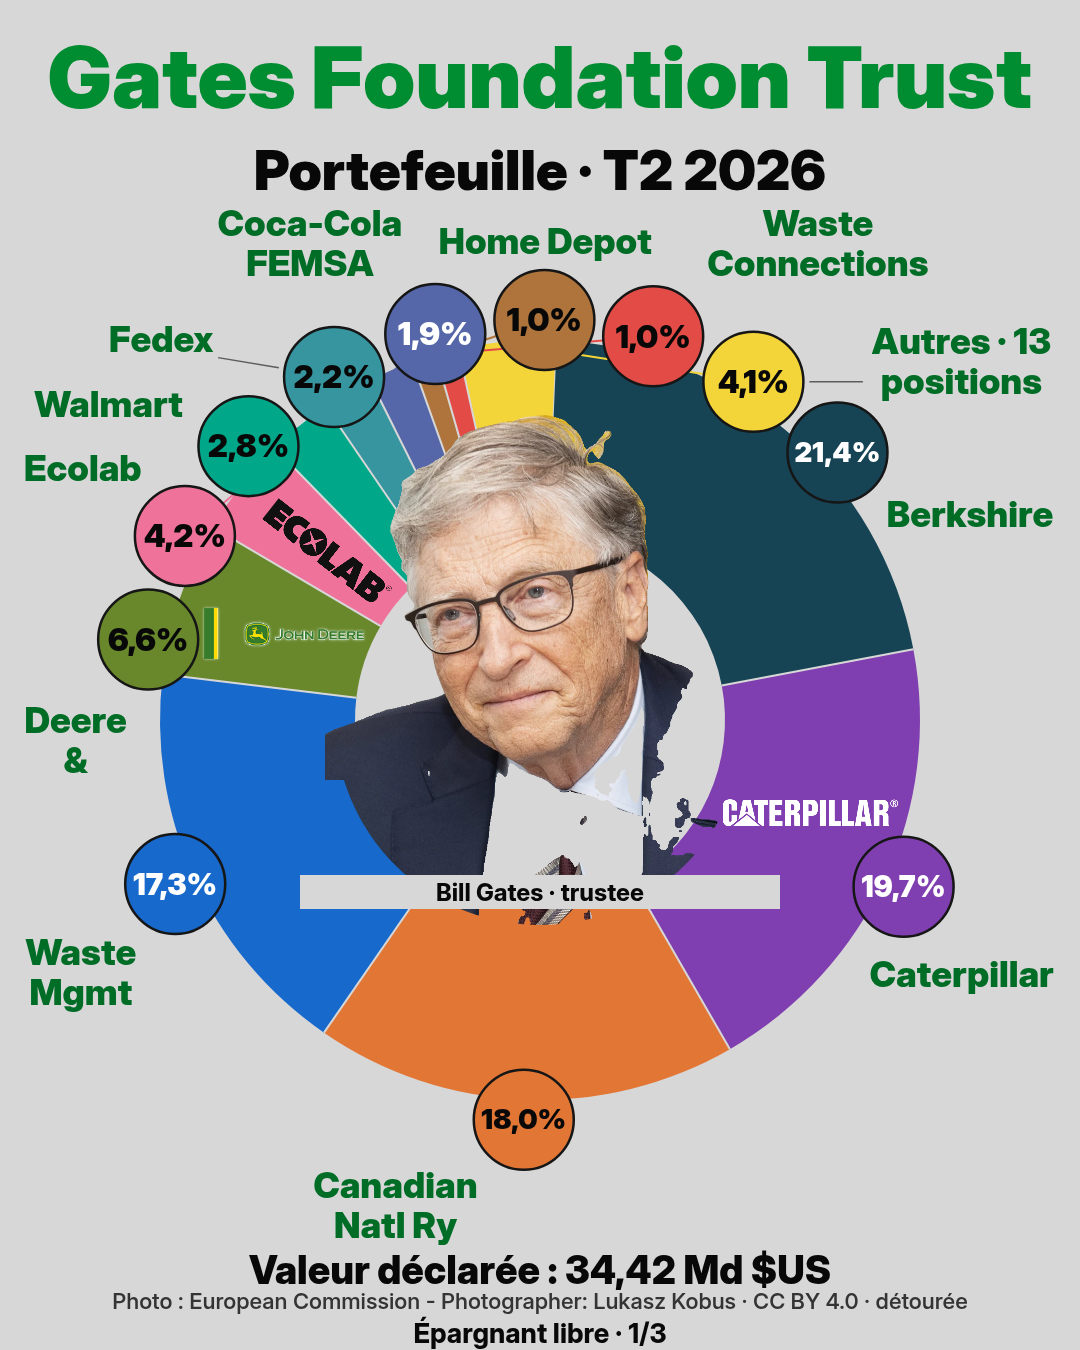 Gates Foundation Trust
Portefeuille · T2 2026
Coca-Cola
FEMSA
Home Depot
Waste
Connections
1,9%
1,0%
1,0%
Fedex
2,2%
4,1%
Autres · 13
positions
Walmart
2,8%
21,4%
Berkshire
Ecolab
4,2%
ECOLAB®
6,6%
JOHN DEERE
Deere
&
CATERPILLAR®
17,3%
Bill Gates · trustee
19,7%
Waste
Mgmt
Caterpillar
18,0%
Canadian
Natl Ry
Valeur déclarée : 34,42 Md $US
Photo : European Commission - Photographer: Lukasz Kobus · CC BY 4.0 · détourée
Épargnant libre · 1/3